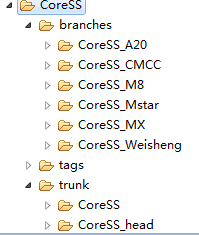 CoreSS
branches
CoreSS_A20
CoreSS_CMCC
CoreSS_M8
CoreSS_Mstar
CoreSS_MX
CoreSS_Weisheng
tags
trunk
CoreSS
CoreSS_head